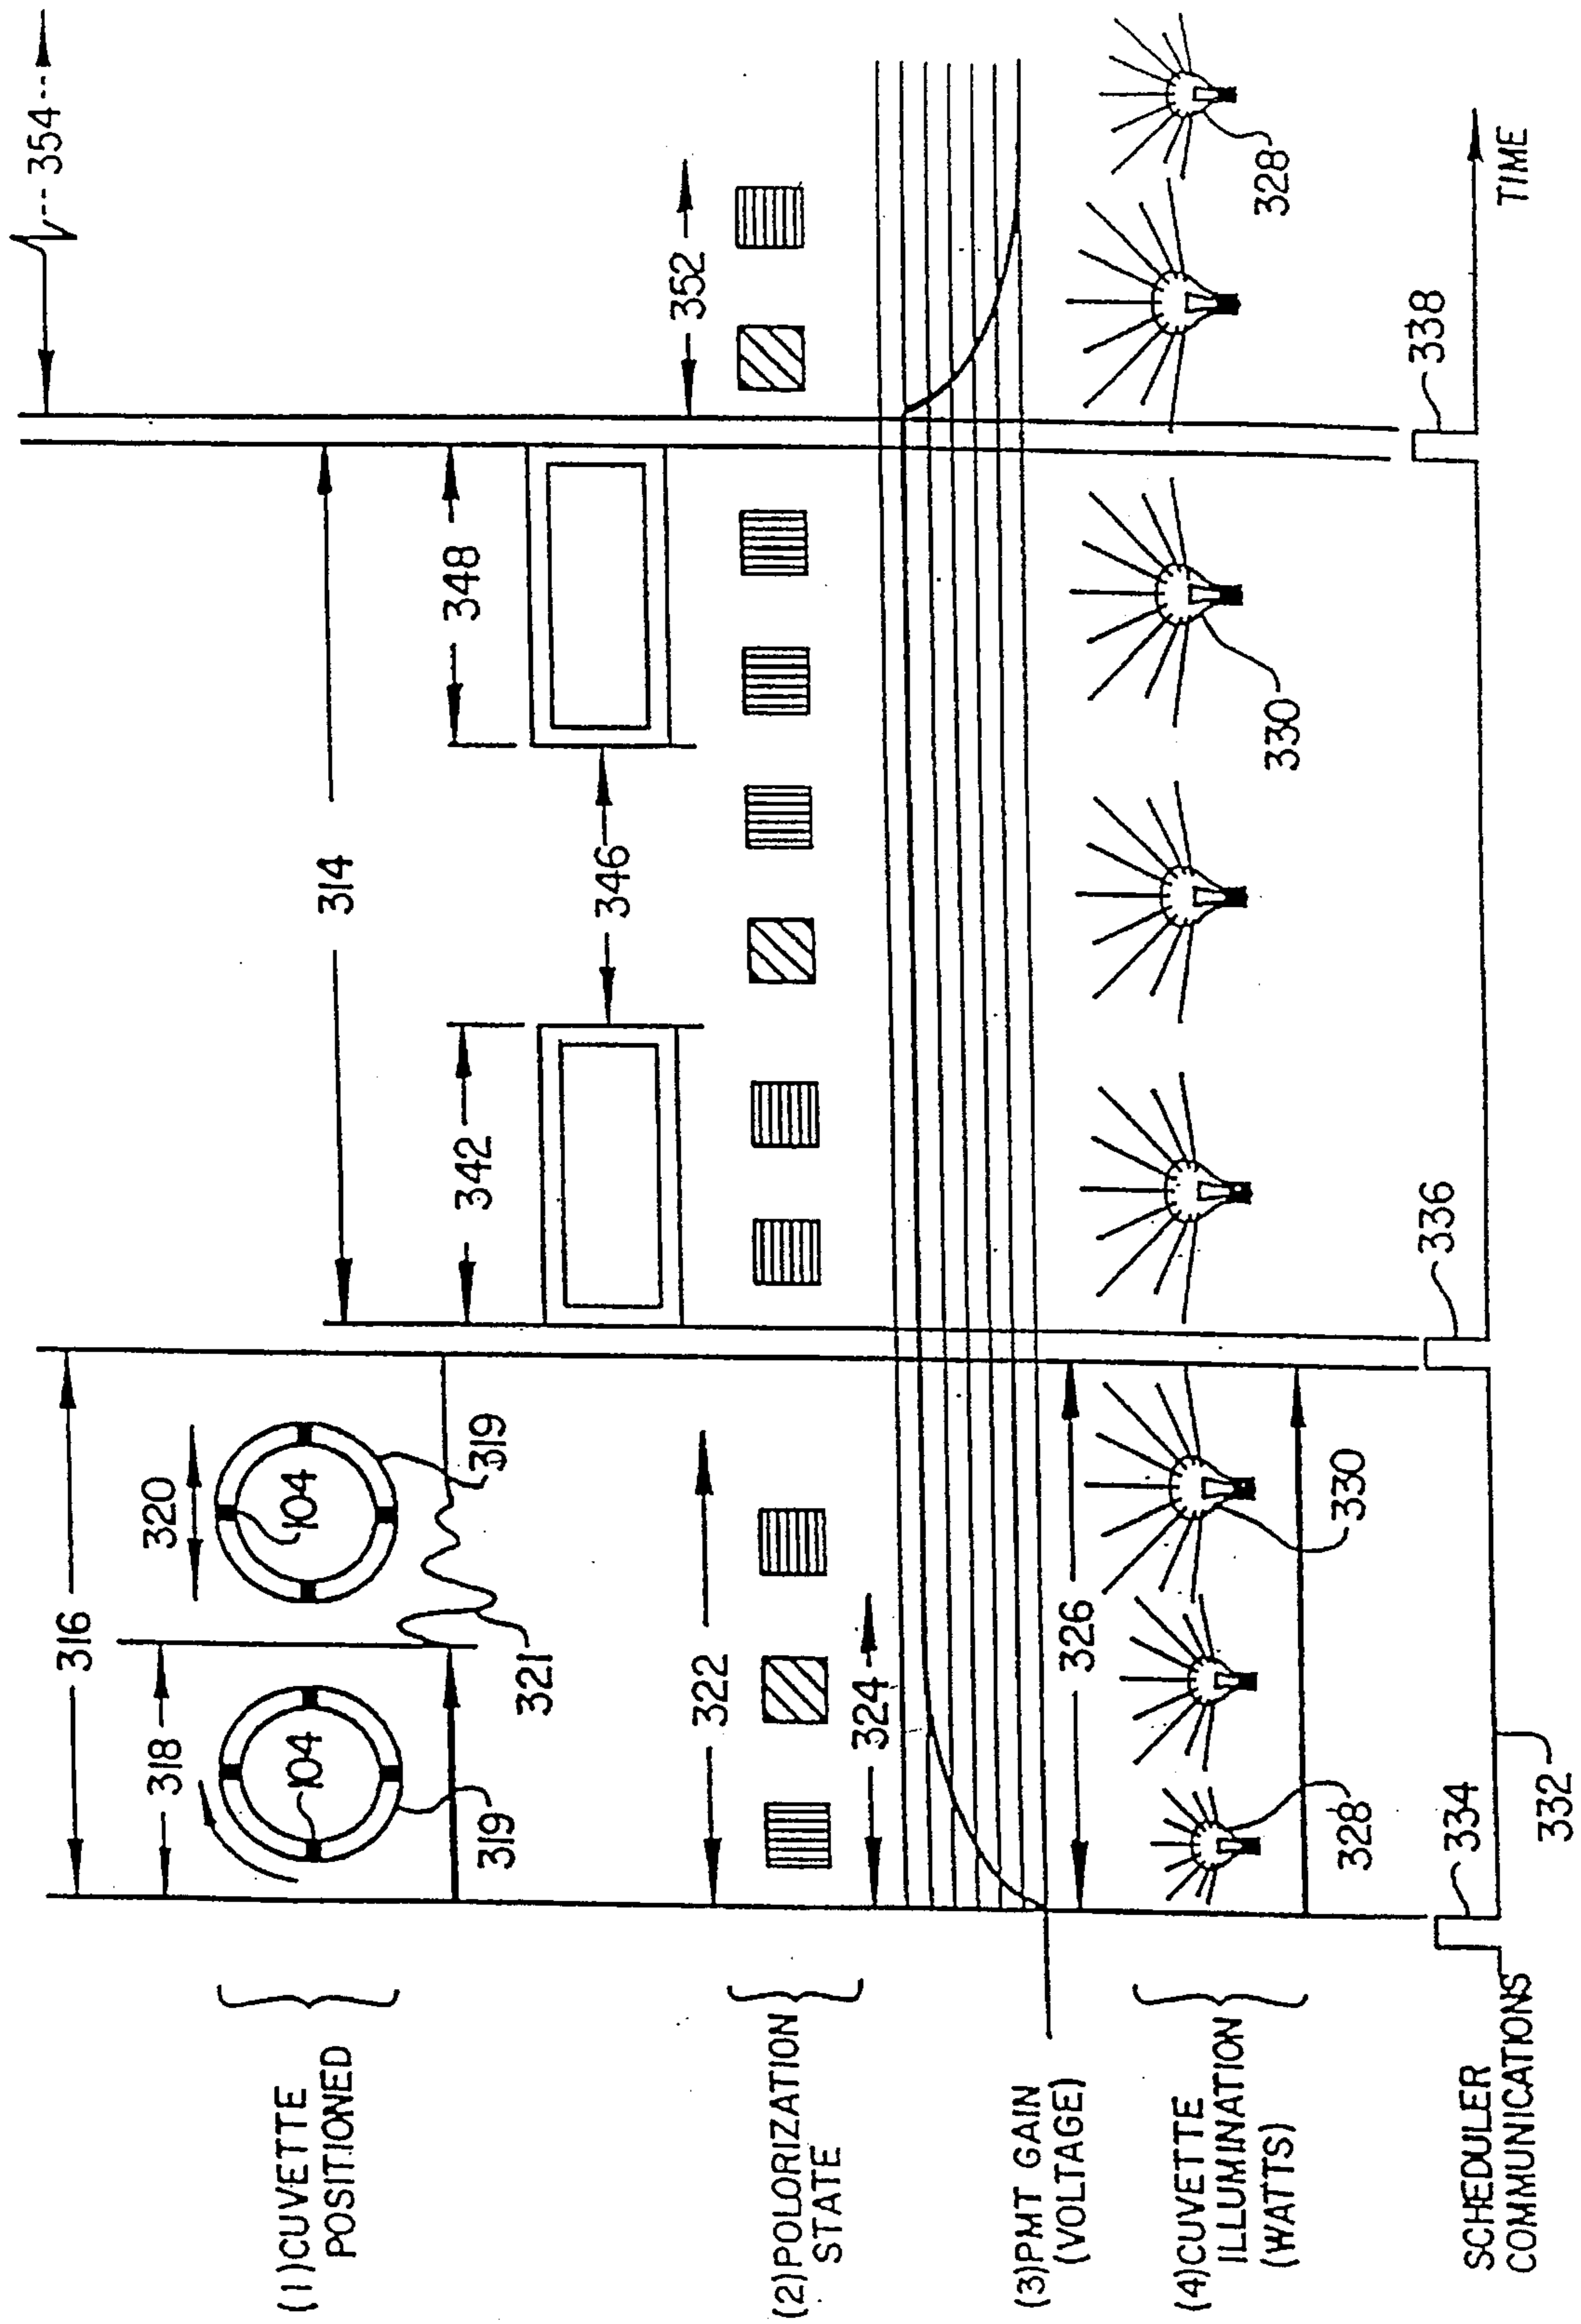 354
316
318
320
104
104
319
319
321
314
342
348
346
(1)CUVETTE
POSITIONED
322
352
(2)POLORIZATION
STATE
324
(3)PMT GAIN
(VOLTAGE)
326
(4)CUVETTE
ILLUMINATION
(WATTS)
328
330
330
328
SCHEDULER
COMMUNICATIONS
334
332
336
338
TIME